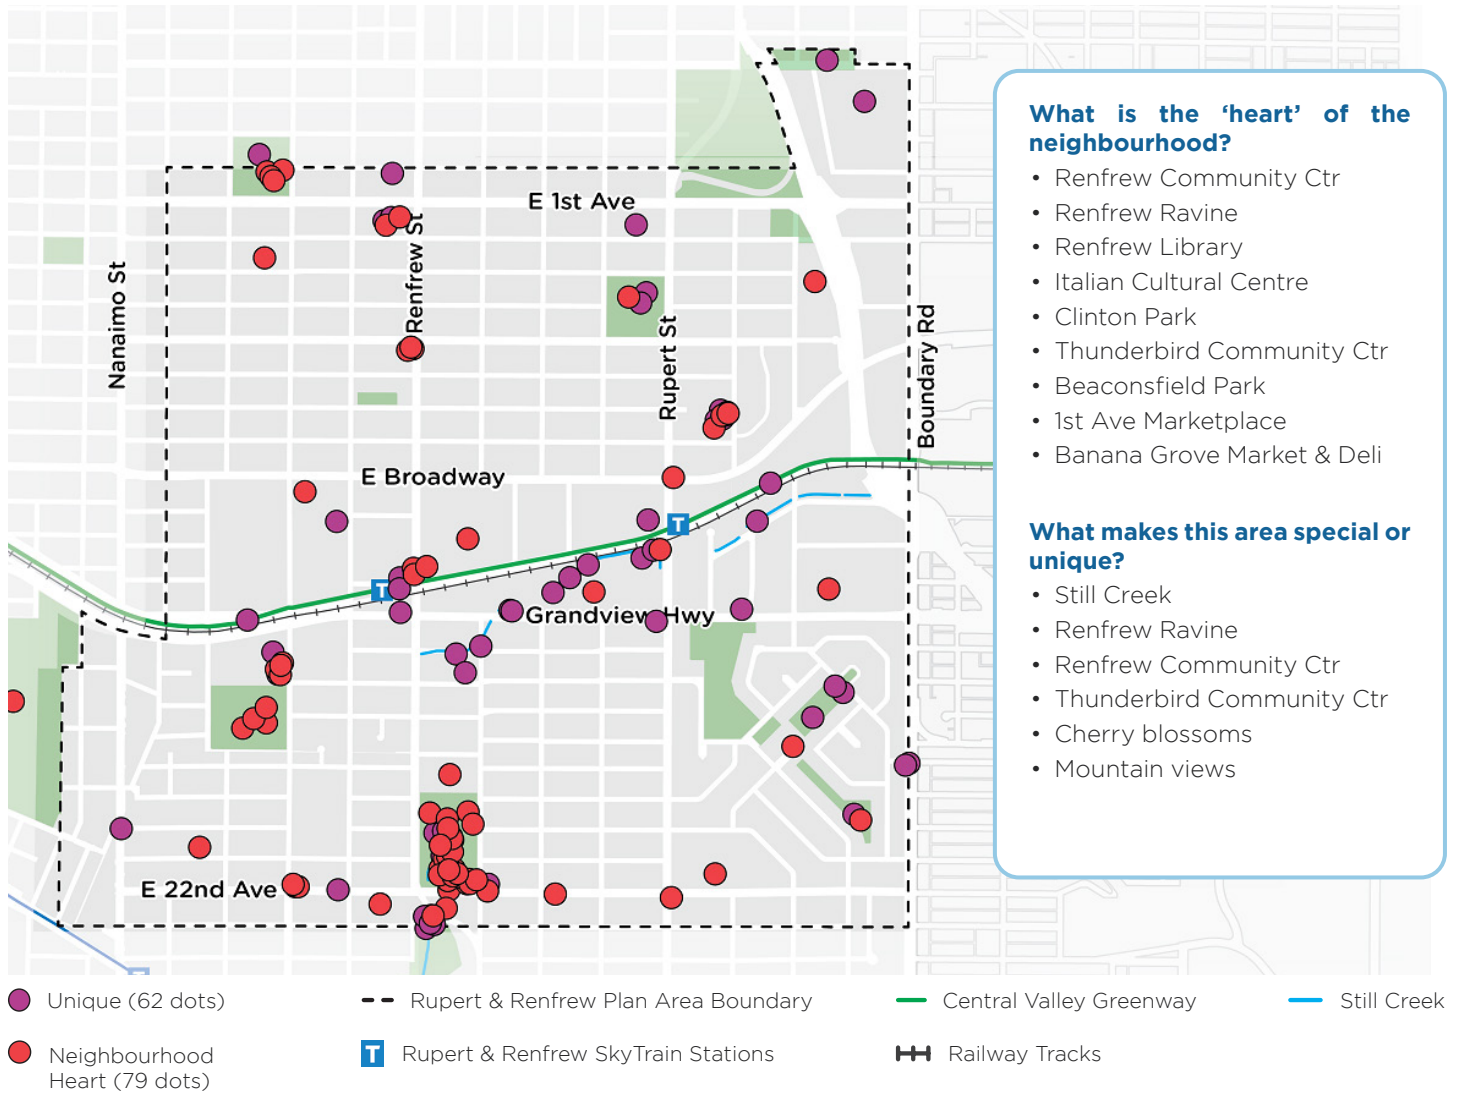 E 1st Ave
Renfrew St
Nanaimo St
Rupert St
Boundary Rd
E Broadway
T
T
Grandview Hwy
E 22nd Ave
What is the ‘heart’ of the
neighbourhood?
• Renfrew Community Ctr
• Renfrew Ravine
• Renfrew Library
• Italian Cultural Centre
• Clinton Park
• Thunderbird Community Ctr
• Beaconsfield Park
• 1st Ave Marketplace
• Banana Grove Market & Deli
What makes this area special or
unique?
• Still Creek
• Renfrew Ravine
• Renfrew Community Ctr
• Thunderbird Community Ctr
• Cherry blossoms
• Mountain views
Unique (62 dots)
Rupert & Renfrew Plan Area Boundary
Central Valley Greenway
Still Creek
Neighbourhood
Heart (79 dots)
T Rupert & Renfrew SkyTrain Stations
Railway Tracks